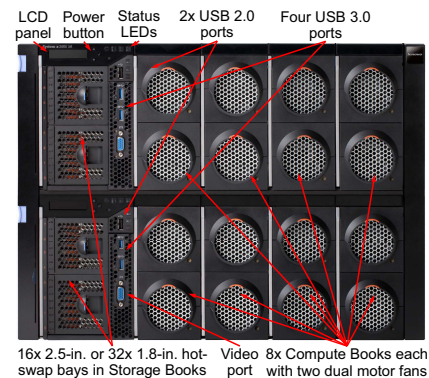 LCD panel
Power button
Status LEDs
2x USB 2.0 ports
Four USB 3.0 ports
16x 2.5-in. or 32x 1.8-in. hot-
swap bays in Storage Books
Video port
8x Compute Books each
with two dual motor fans